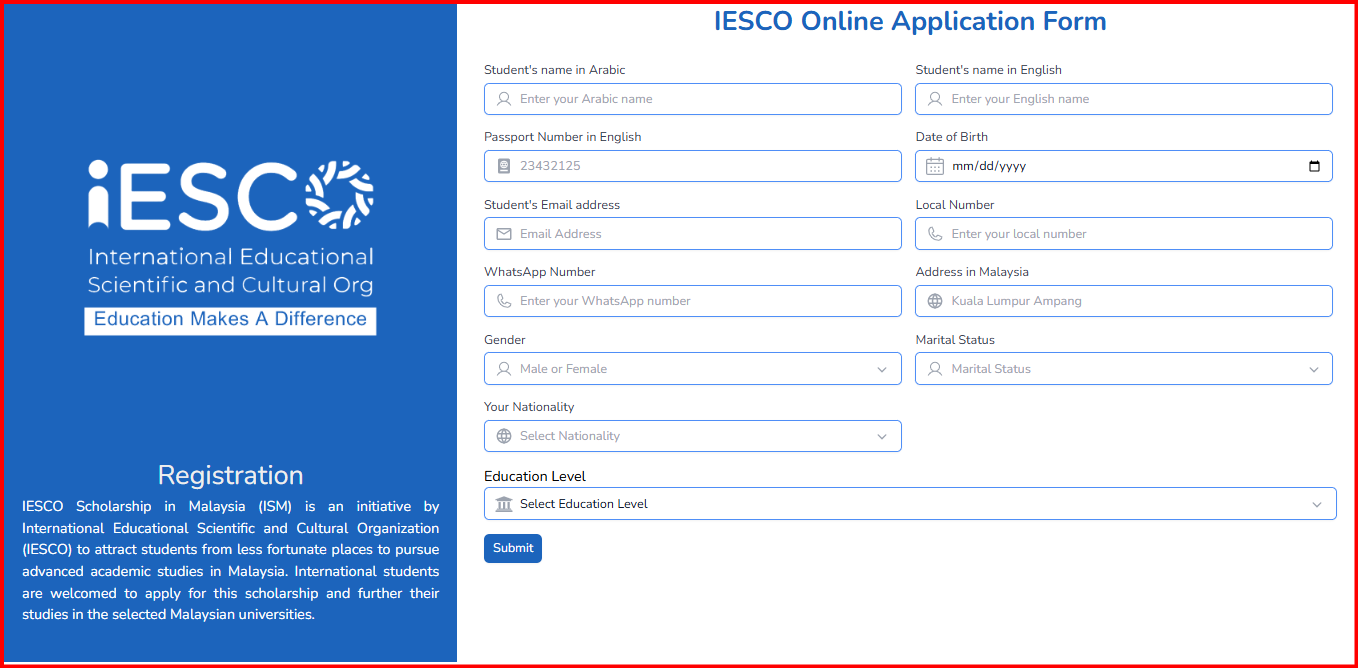 IESCO Online Application Form
iESCO
International Educational
Scientific and Cultural Org
Education Makes A Difference
Registration
IESCO Scholarship in Malaysia (ISM) is an initiative by
International Educational Scientific and Cultural Organization
(IESCO) to attract students from less fortunate places to pursue
advanced academic studies in Malaysia. International students
are welcomed to apply for this scholarship and further their
studies in the selected Malaysian universities.
Student's name in Arabic
Enter your Arabic name
Student's name in English
Enter your English name
Passport Number in English
23432125
Date of Birth
mm/dd/yyyy
Student's Email address
Email Address
Local Number
Enter your local number
WhatsApp Number
Enter your WhatsApp number
Address in Malaysia
Kuala Lumpur Ampang
Gender
Male or Female
Marital Status
Marital Status
Your Nationality
Select Nationality
Education Level
Select Education Level
Submit